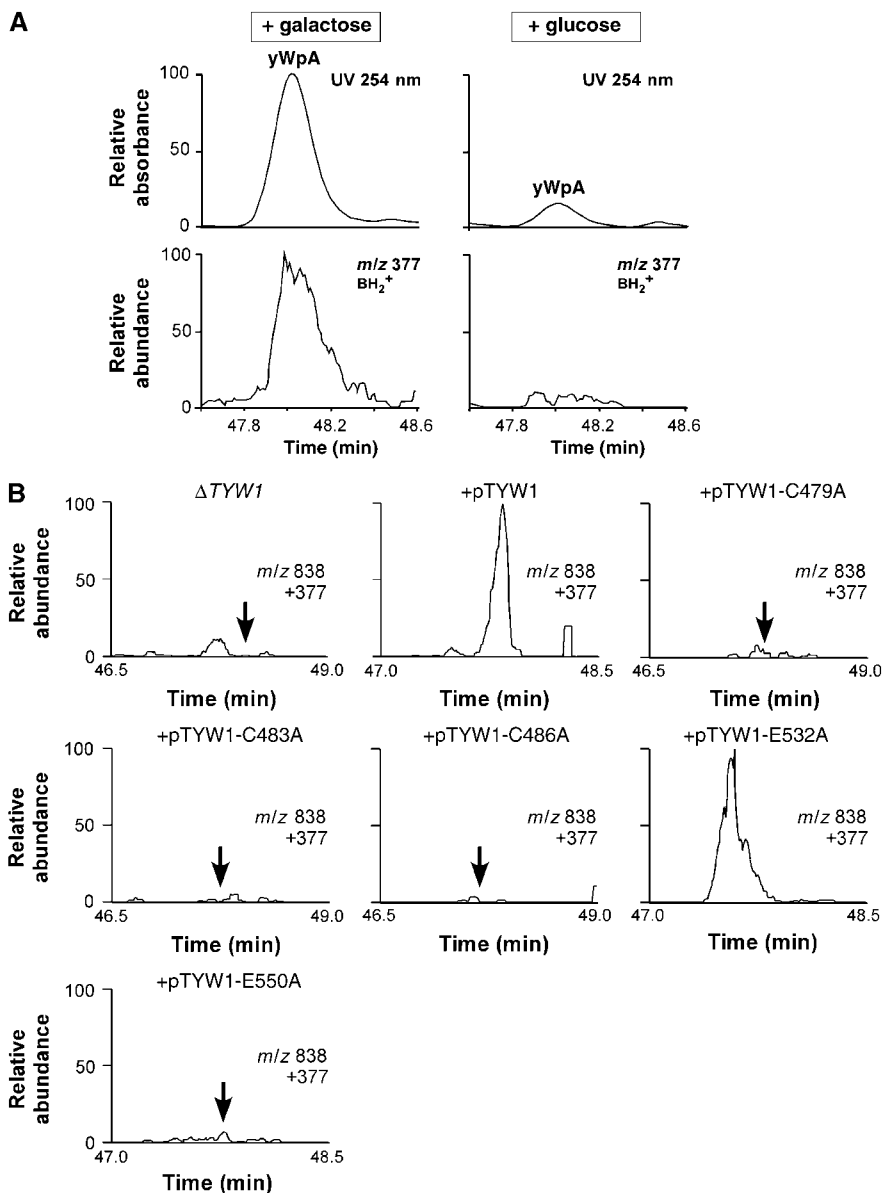 A
+ galactose
+ glucose
yWpA
UV 254 nm
UV 254 nm
100
50
0
Relative
absorbance
yWpA
100
50
0
Relative
abundance
m/z 377
BH2+
m/z 377
BH2+
47.8 48.2 48.6
47.8 48.2 48.6
Time (min)
Time (min)
B
ΔTYW1
+pTYW1
+pTYW1-C479A
100
50
0
Relative
abundance
m/z 838
+377
m/z 838
+377
m/z 838
+377
46.5 49.0
47.0 48.5
46.5 49.0
Time (min)
Time (min)
Time (min)
+pTYW1-C483A
+pTYW1-C486A
+pTYW1-E532A
100
50
0
Relative
abundance
m/z 838
+377
m/z 838
+377
m/z 838
+377
46.5 49.0
46.5 49.0
47.0 48.5
Time (min)
Time (min)
Time (min)
+pTYW1-E550A
100
50
0
Relative
abundance
m/z 838
+377
47.0 48.5
Time (min)